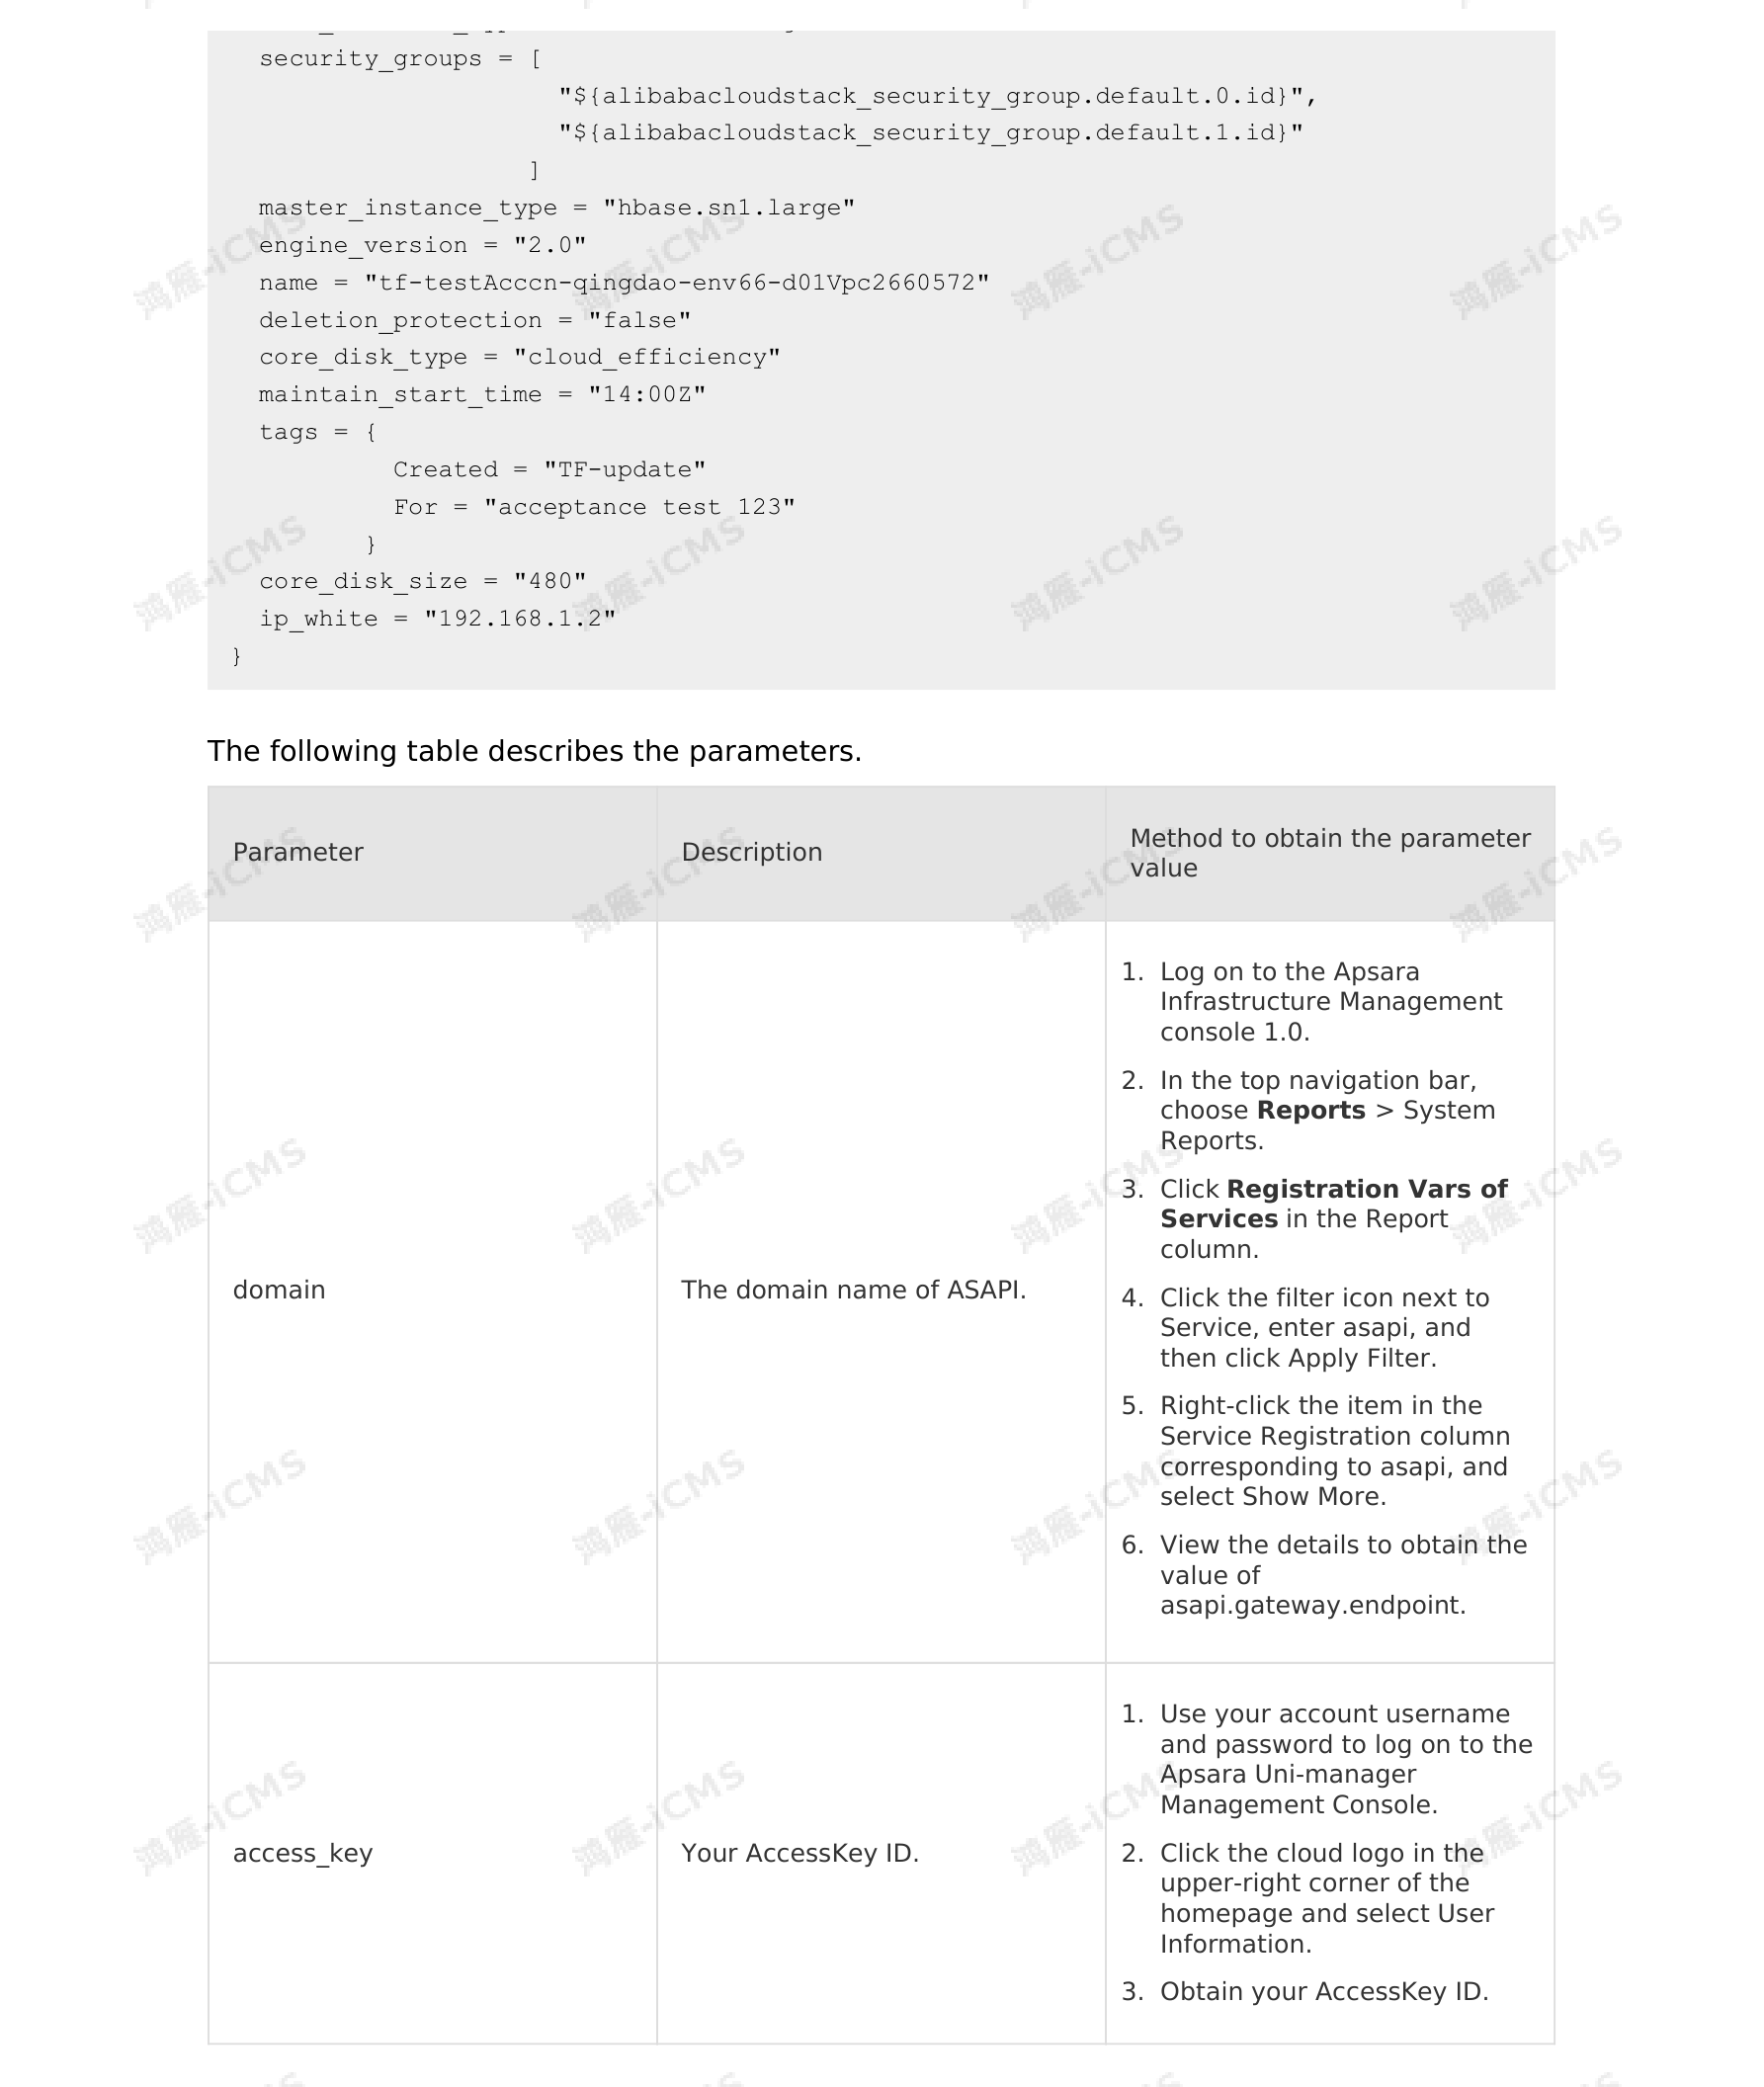 security_groups = [
"${alibabacloudstack_security_group.default.0.id}",
"${alibabacloudstack_security_group.default.1.id}"
]
master_instance_type = "hbase.sn1.large"
engine_version = "2.0"
name = "tf-testAcccn-qingdao-env66-d01Vpc2660572"
deletion_protection = "false"
core_disk_type = "cloud_efficiency"
maintain_start_time = "14:00Z"
tags = {
Created = "TF-update"
For = "acceptance test 123"
}
core_disk_size = "480"
ip_white = "192.168.1.2"
}
The following table describes the parameters.
Parameter
Description
Method to obtain the parameter
value
domain
The domain name of ASAPI.
1. Log on to the Apsara
Infrastructure Management
console 1.0.
2. In the top navigation bar,
choose Reports > System
Reports.
3. Click Registration Vars of
Services in the Report
column.
4. Click the filter icon next to
Service, enter asapi, and
then click Apply Filter.
5. Right-click the item in the
Service Registration column
corresponding to asapi, and
select Show More.
6. View the details to obtain the
value of
asapi.gateway.endpoint.
access_key
Your AccessKey ID.
1. Use your account username
and password to log on to the
Apsara Uni-manager
Management Console.
2. Click the cloud logo in the
upper-right corner of the
homepage and select User
Information.
3. Obtain your AccessKey ID.
鸿雁-iCMS